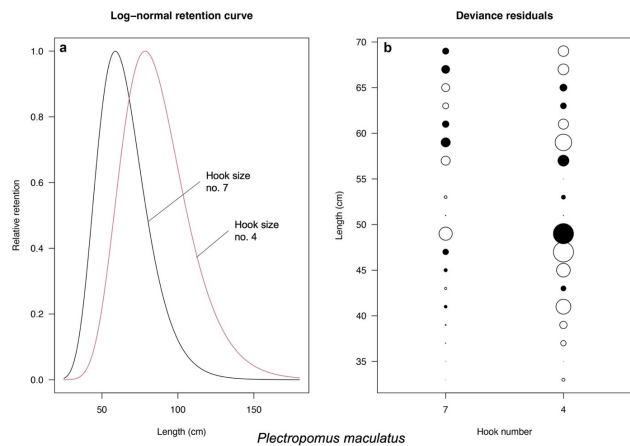 Log–normal retention curve
a
1.0
0.8
0.6
0.4
0.2
0.0
Relative retention
Hook size
no. 7
Hook size
no. 4
50
100
150
Length (cm)
Deviance residuals
b
70
65
60
55
50
45
40
35
Length (cm)
7
4
Hook number
Plectropomus maculatus